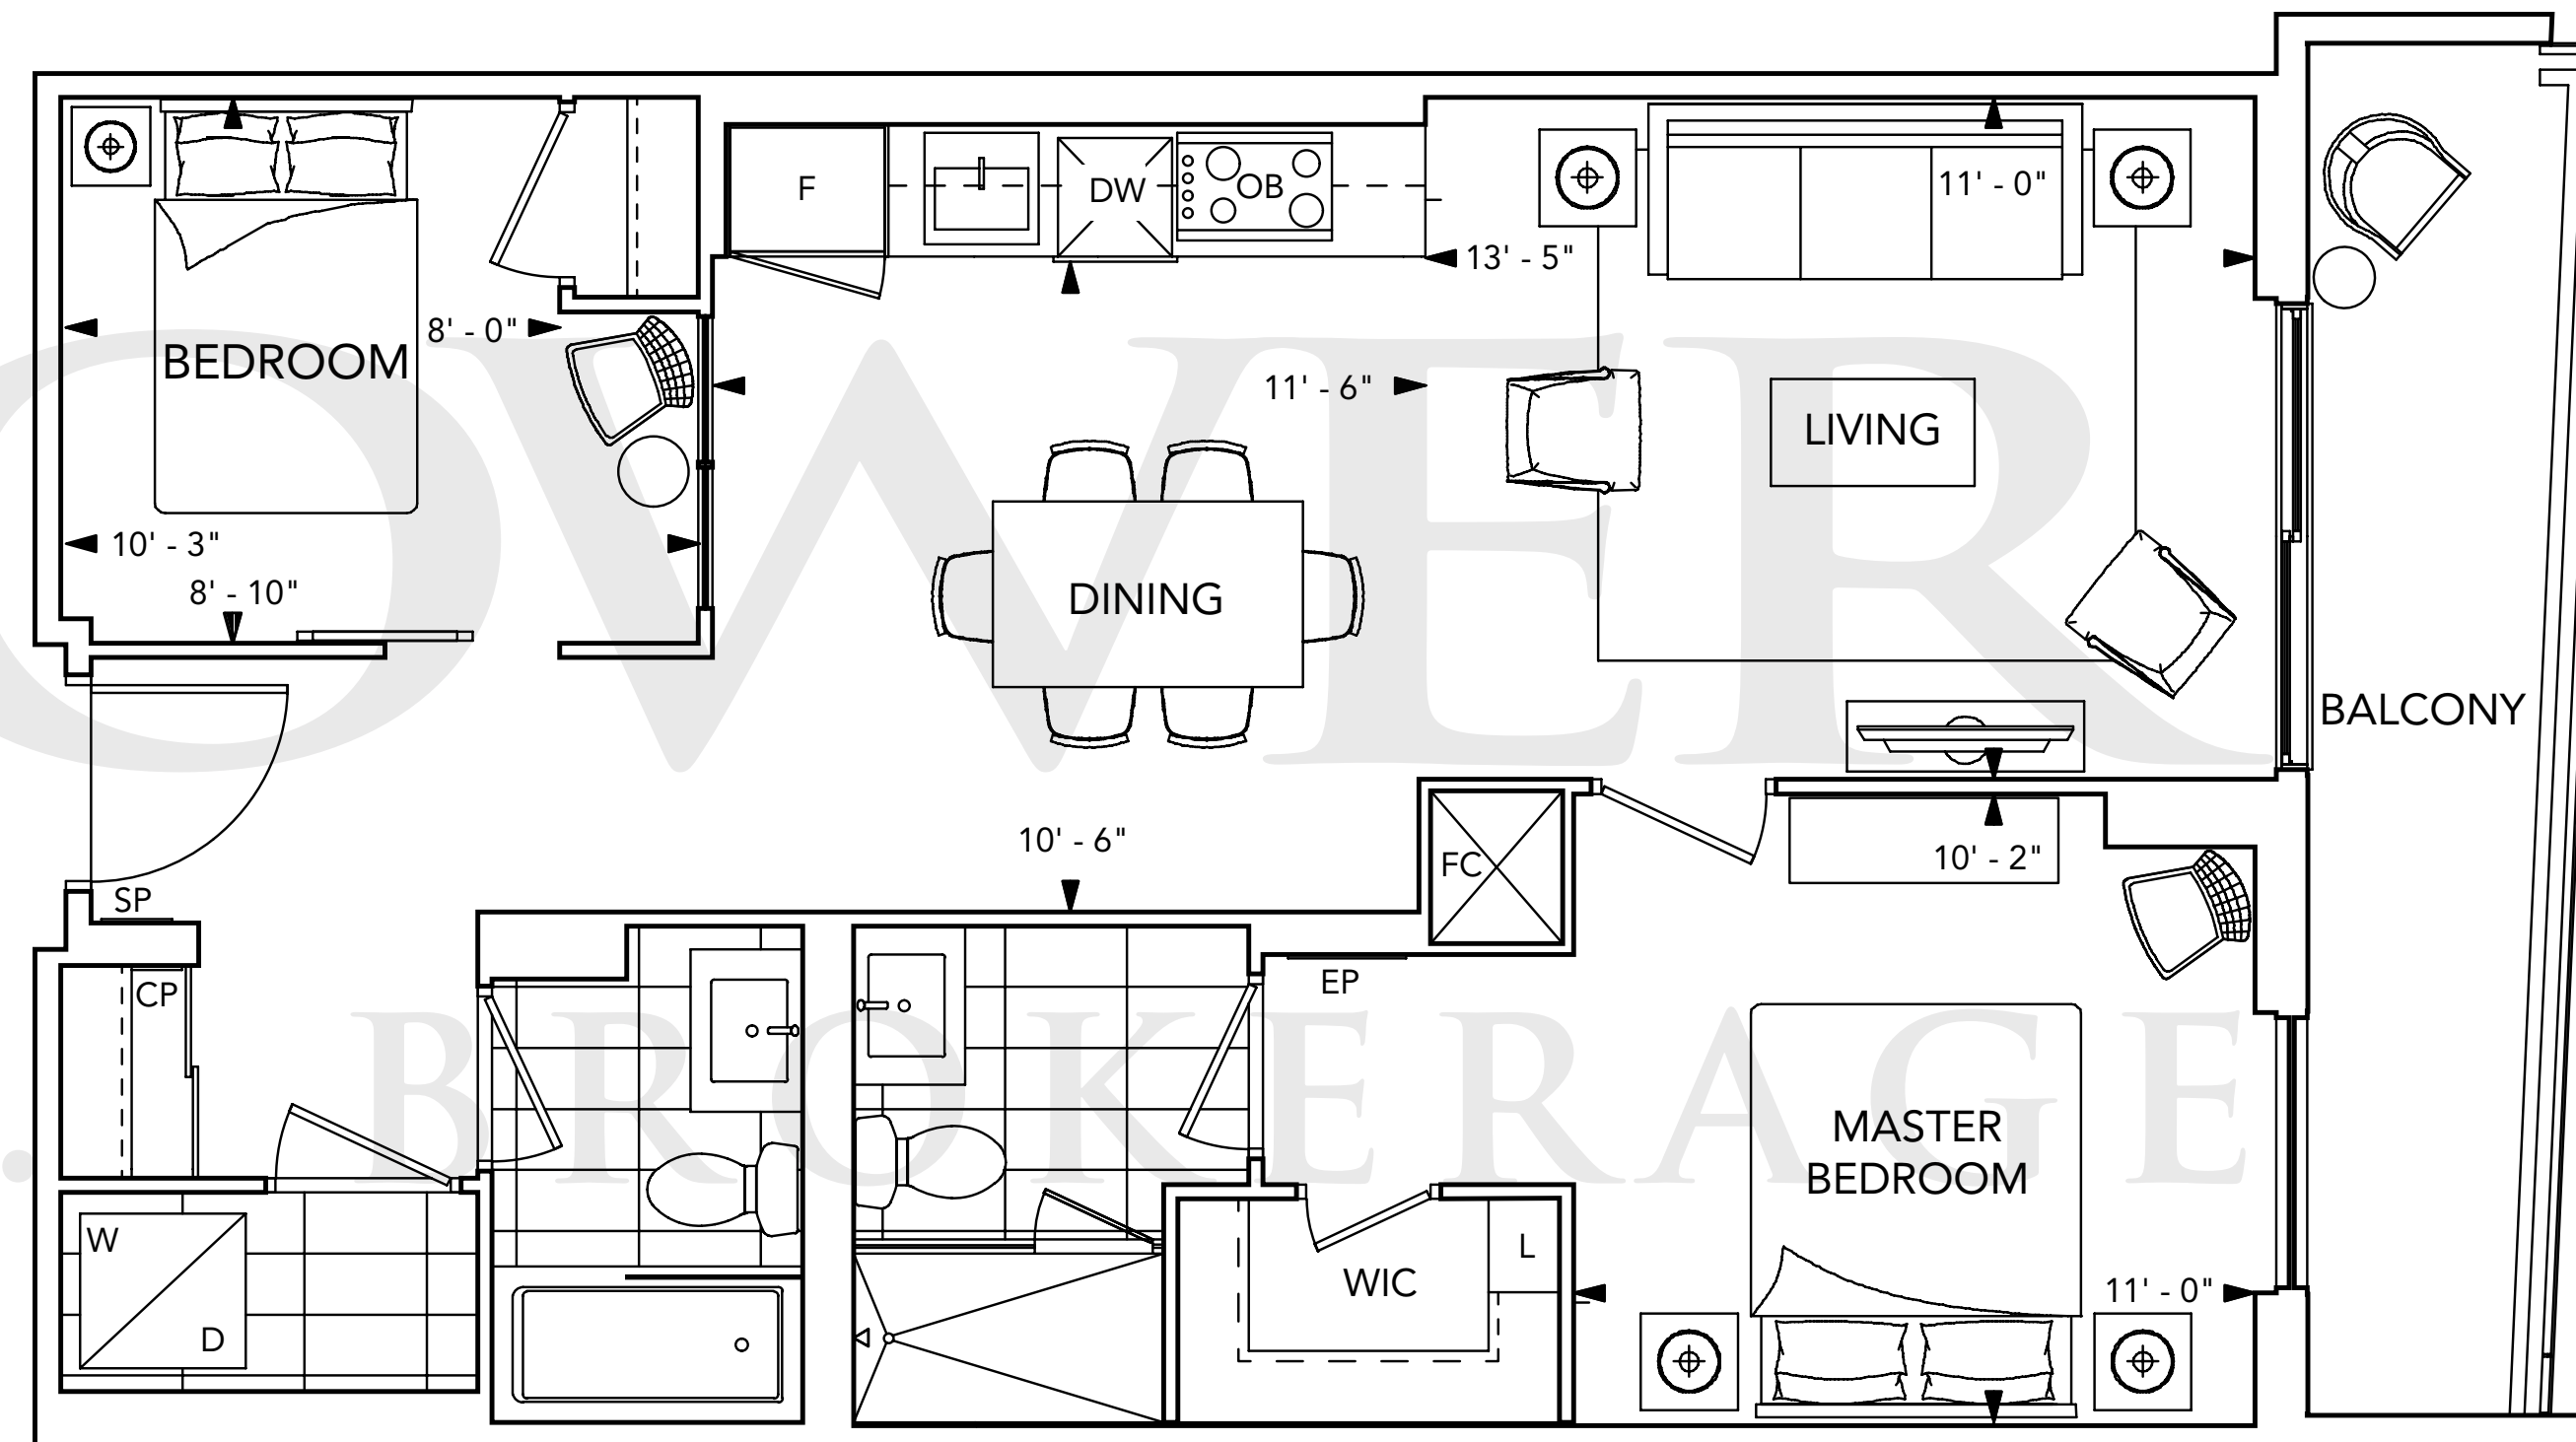 F
DW
OB
11' - 0"
13' - 5"
8' - 0"
BEDROOM
11' - 6"
LIVING
10' - 3"
8' - 10"
DINING
BALCONY
10' - 6"
FC
10' - 2"
SP
CP
EP
MASTER
BEDROOM
W
D
WIC
L
11' - 0"
OWER
. BROKERAGE